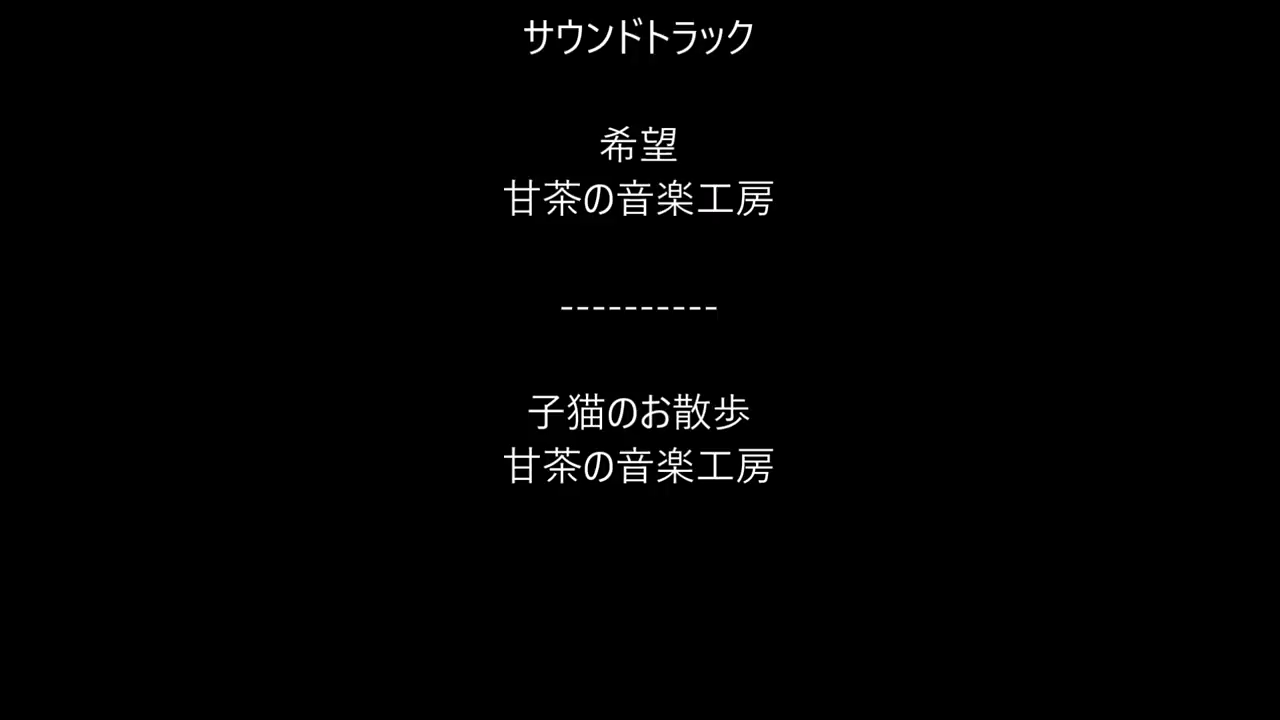 サウンドトラック
希望
甘茶の音楽工房
----------
子猫のお散歩
甘茶の音楽工房